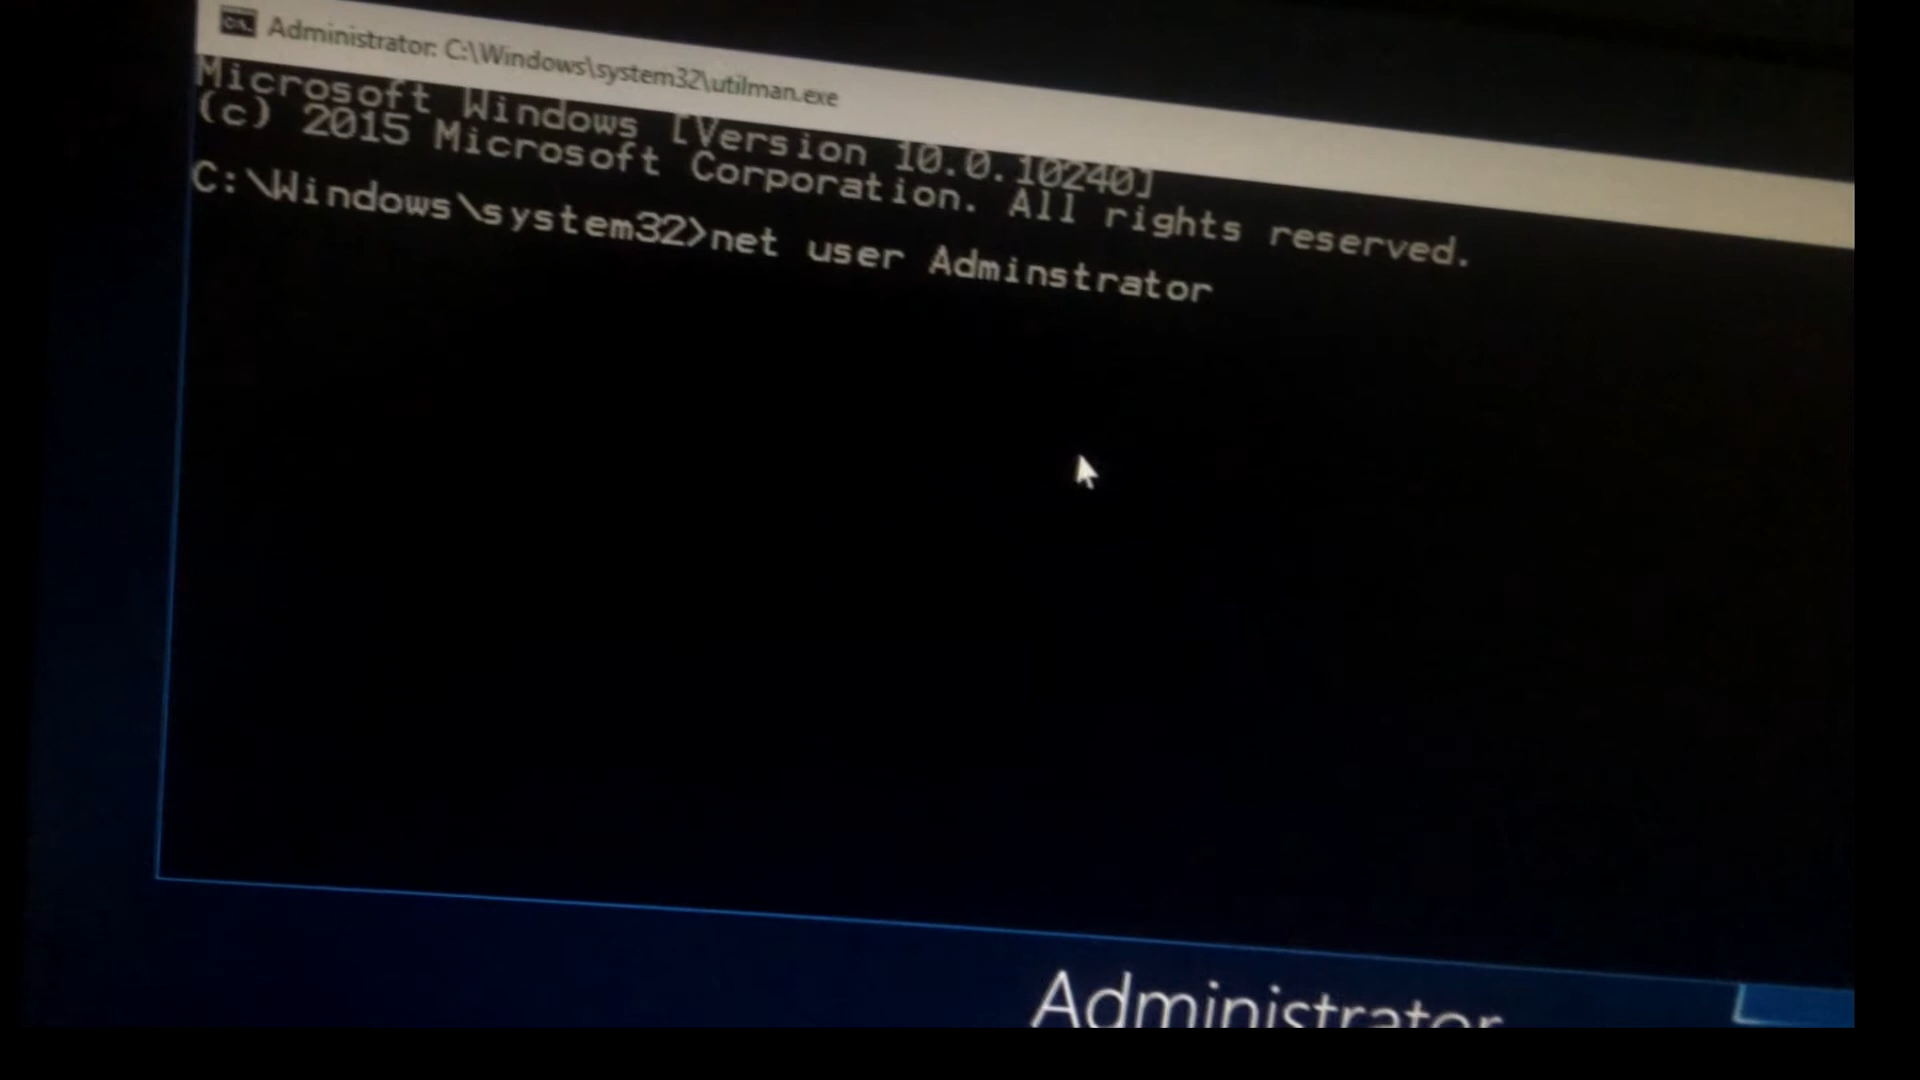 Administrator: C:\Windows\system32\utilman.exe
Microsoft Windows [Version 10.0.10240]
(c) 2015 Microsoft Corporation. All rights reserved.
C:\Windows\system32>net user Adminstrator
Administrator